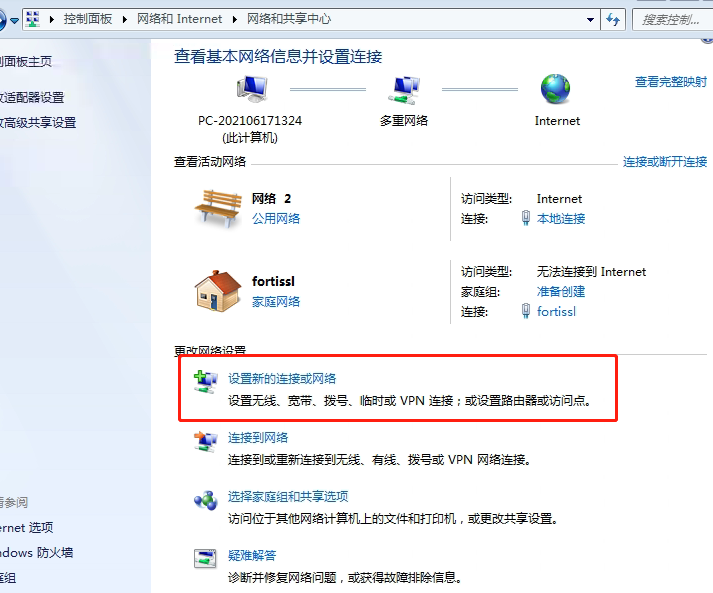 控制面板 ▸ 网络和 Internet ▸ 网络和共享中心
搜索控制...
制面板主页
改适配器设置
改高级共享设置
查看基本网络信息并设置连接
查看完整映射
PC-202106171324
(此计算机)
多重网络
Internet
查看活动网络
连接或断开连接
网络 2
公用网络
访问类型: Internet
连接: 本地连接
fortissl
家庭网络
访问类型: 无法连接到 Internet
家庭组: 准备创建
连接: fortissl
更改网络设置
设置新的连接或网络
设置无线、宽带、拨号、临时或 VPN 连接；或设置路由器或访问点。
连接到网络
连接到或重新连接到无线、有线、拨号或 VPN 网络连接。
选择家庭组和共享选项
访问位于其他网络计算机上的文件和打印机，或更改共享设置。
疑难解答
诊断并修复网络问题，或获得故障排除信息。
请参阅
ernet 选项
ndows 防火墙
庭组